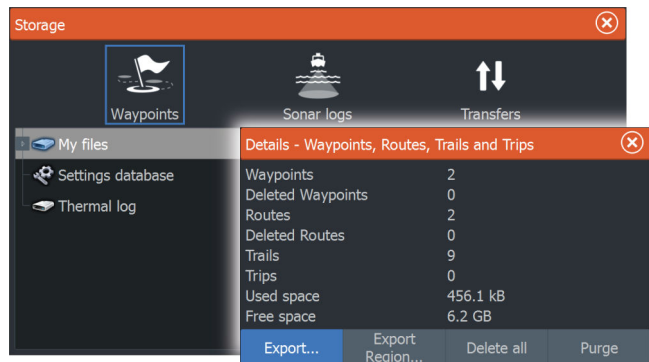 Storage
Waypoints
Sonar logs
Transfers
My files
Settings database
Thermal log
Details - Waypoints, Routes, Trails and Trips
Waypoints 2
Deleted Waypoints 0
Routes 2
Deleted Routes 0
Trails 9
Trips 0
Used space 456.1 kB
Free space 6.2 GB
Export...
Export
Region...
Delete all
Purge